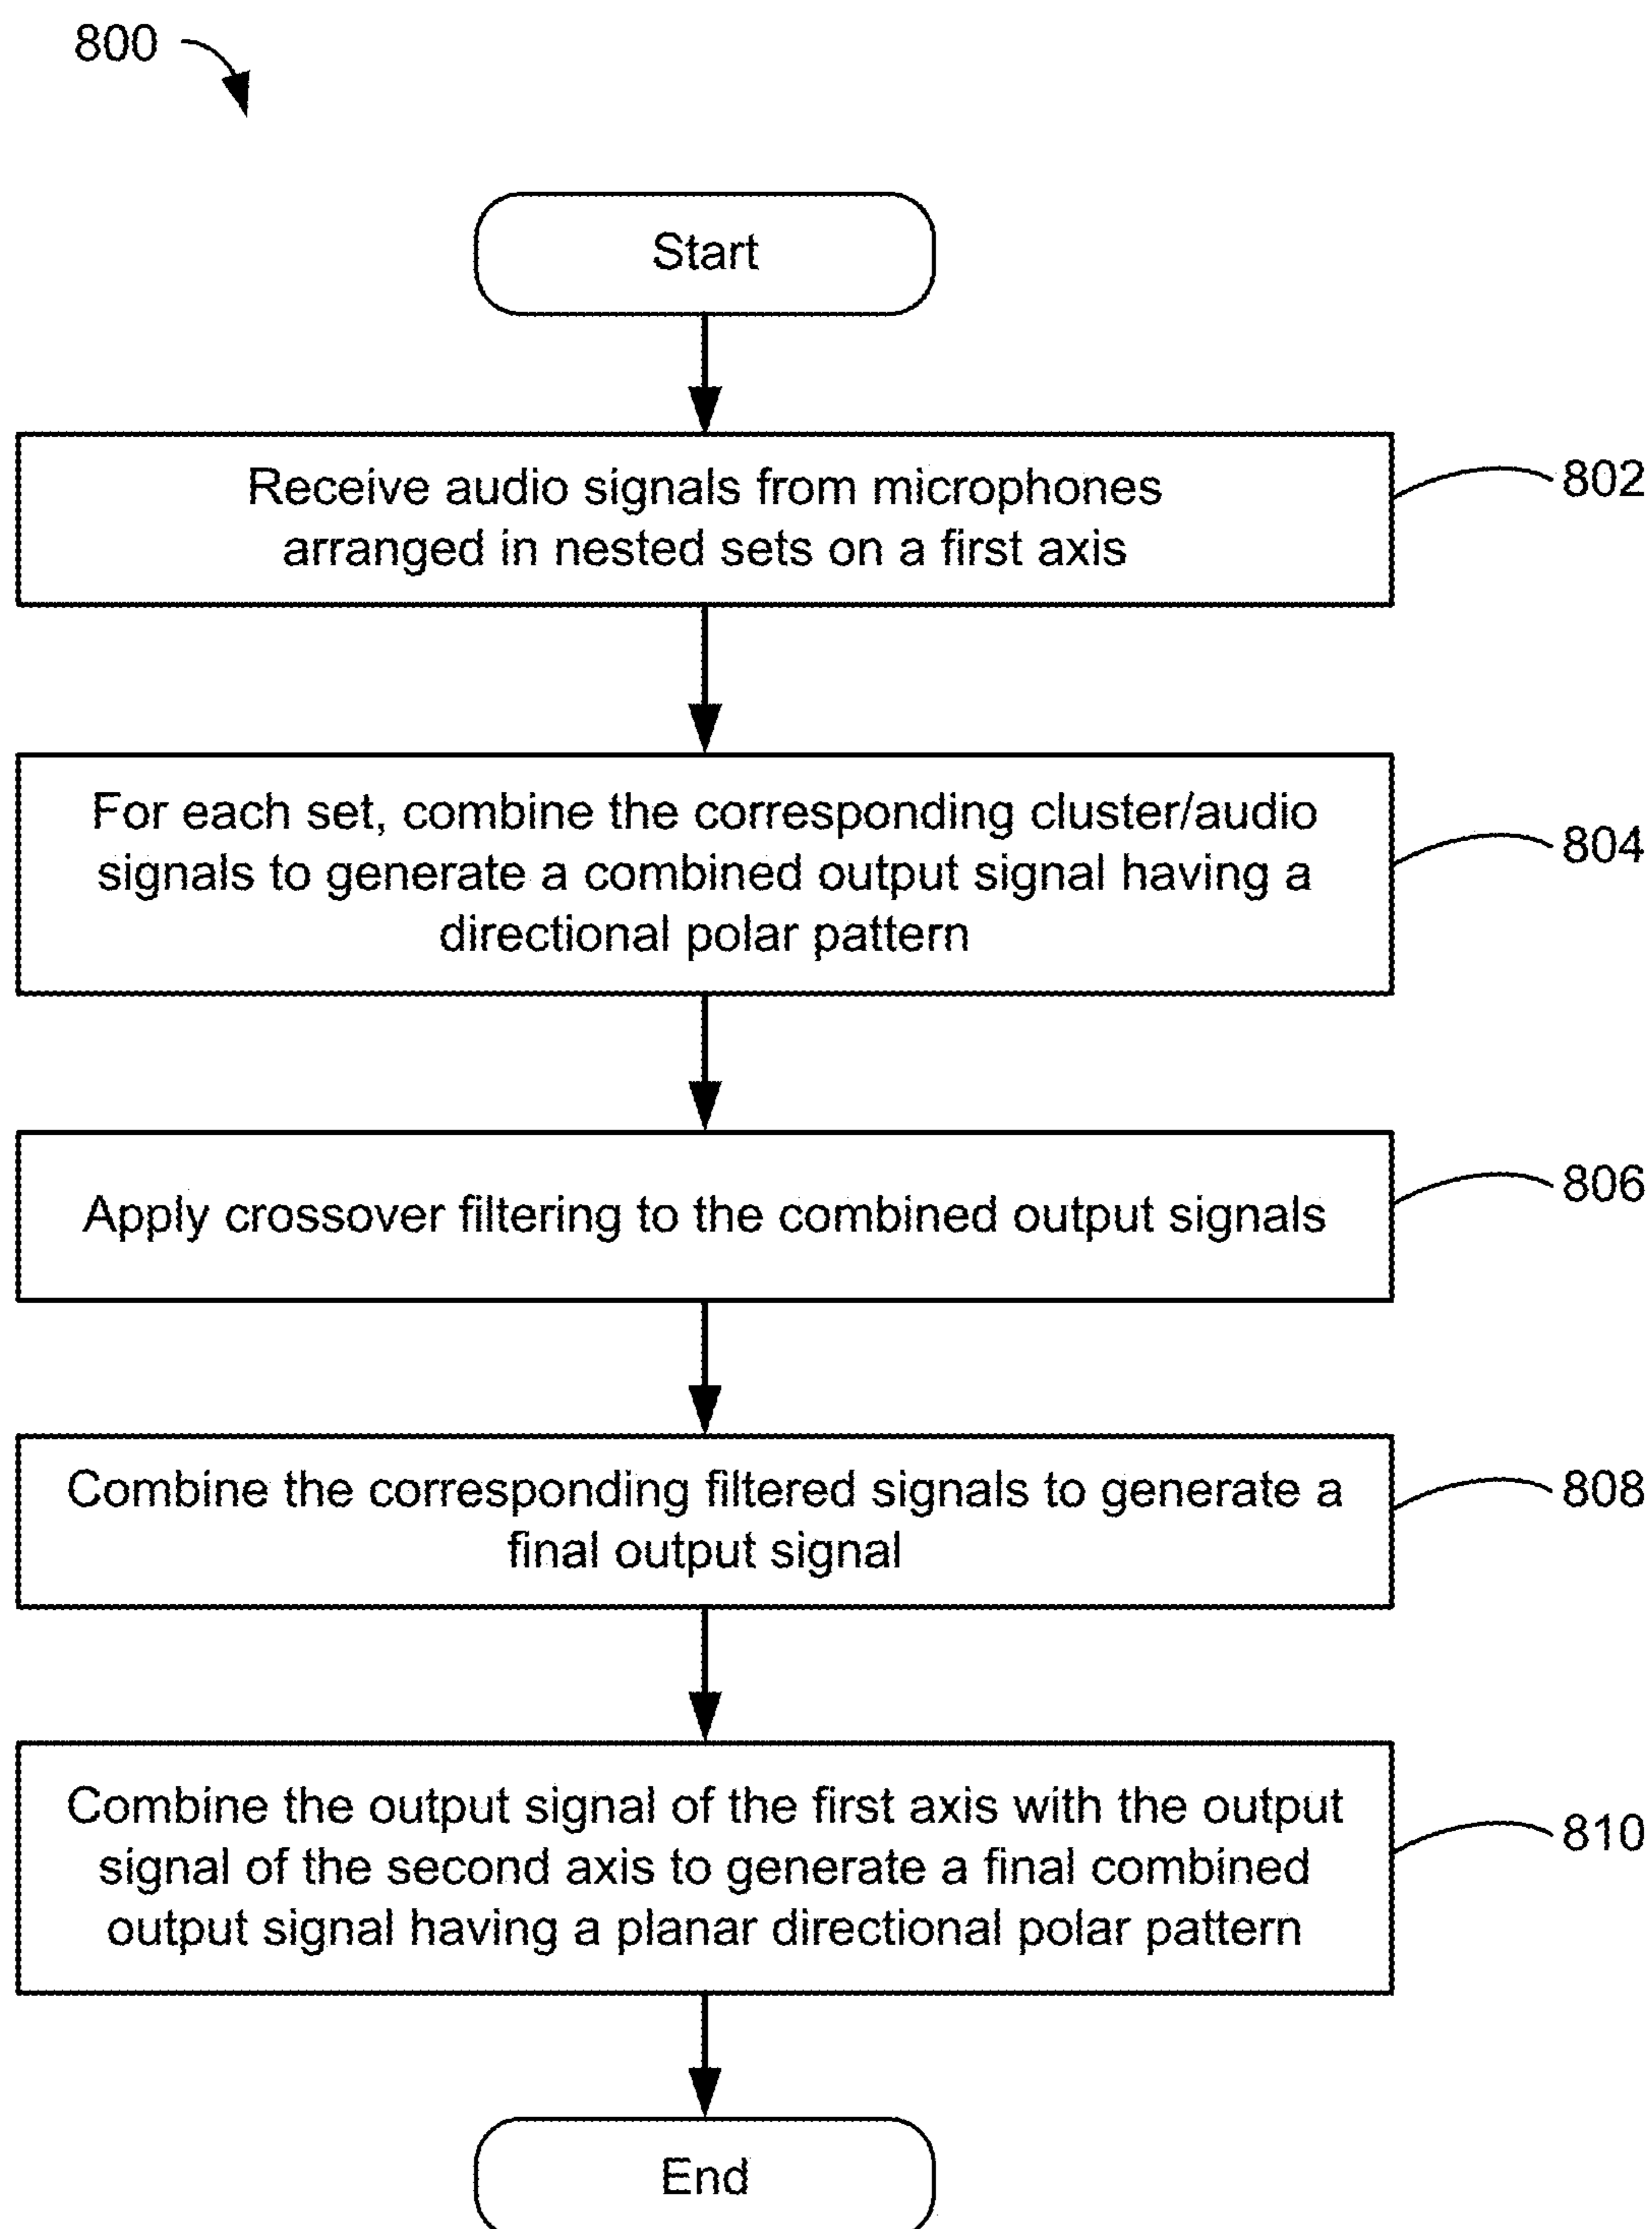 800
Start
Receive audio signals from microphones
arranged in nested sets on a first axis
802
For each set, combine the corresponding cluster/audio
signals to generate a combined output signal having a
directional polar pattern
804
Apply crossover filtering to the combined output signals
806
Combine the corresponding filtered signals to generate a
final output signal
808
Combine the output signal of the first axis with the output
signal of the second axis to generate a final combined
output signal having a planar directional polar pattern
810
End